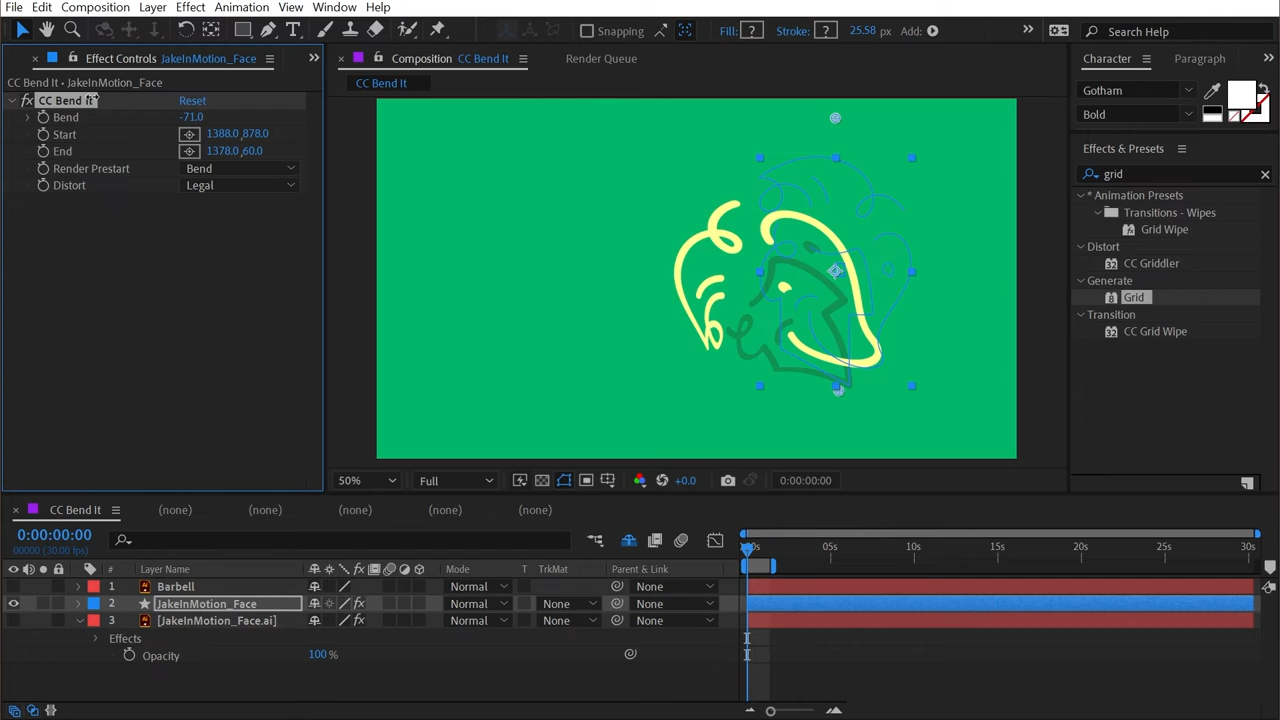 File Edit Composition Layer Effect Animation View Window Help
Snapping Fill: ? Stroke: ? 25.58 px Add: Search Help
Effect Controls JakeInMotion_Face Composition CC Bend It Render Queue Character Paragraph
CC Bend It • JakeInMotion_Face CC Bend It
fx CC Bend It Reset Gotham
Bend -71.0 Bold
Start 1388.0,878.0
End 1378.0,60.0 Effects & Presets
Render Prestart Bend grid
Distort Legal
* Animation Presets
Transitions - Wipes
Grid Wipe
Distort
CC Griddler
Generate
Grid
Transition
CC Grid Wipe
50% Full +0.0 0:00:00:00
CC Bend It (none) (none) (none) (none) (none)
0:00:00:00
00000 (30.00 fps)
05s 10s 15s 20s 25s 30s
# Layer Name Mode T TrkMat Parent & Link
1 Barbell Normal None
2 JakeInMotion_Face fx Normal None None
3 [JakeInMotion_Face.ai] fx Normal None None
Effects
Opacity 100 %